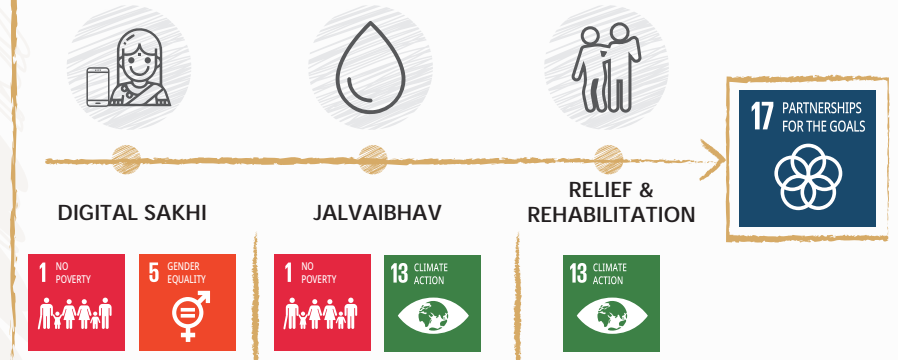 17 PARTNERSHIPS
FOR THE GOALS
DIGITAL SAKHI
JALVAIBHAV
RELIEF &
REHABILITATION
1 NO
POVERTY
5 GENDER
EQUALITY
1 NO
POVERTY
13 CLIMATE
ACTION
13 CLIMATE
ACTION